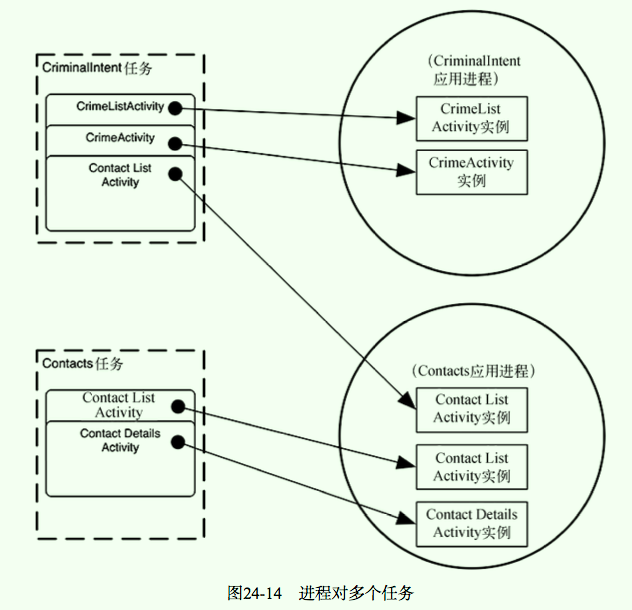 CriminalIntent任务
CrimeListActivity
CrimeActivity
Contact List
Activity
（CriminalIntent
应用进程）
CrimeList
Activity实例
CrimeActivity
实例
Contacts任务
Contact List
Activity
Contact Details
Activity
（Contacts应用进程）
Contact List
Activity实例
Contact List
Activity实例
Contact Details
Activity实例
图24-14 进程对多个任务